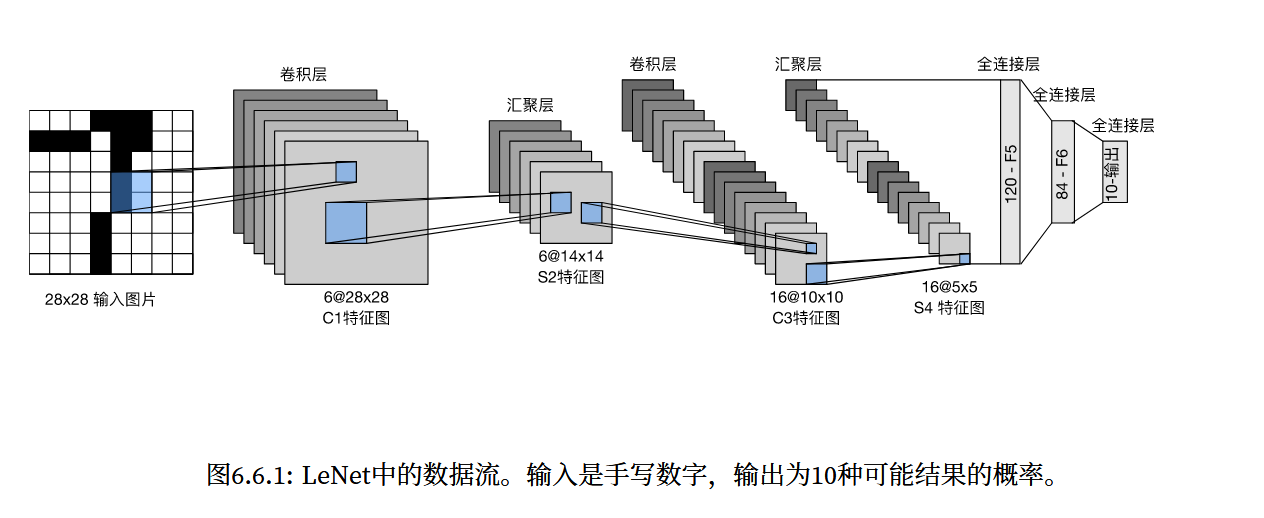 卷积层
汇聚层
卷积层
汇聚层
全连接层
全连接层
全连接层
120 - F5
84 - F6
10-输出
28x28 输入图片
6@28x28
C1特征图
6@14x14
S2特征图
16@10x10
C3特征图
16@5x5
S4 特征图
图6.6.1: LeNet中的数据流。输入是手写数字，输出为10种可能结果的概率。